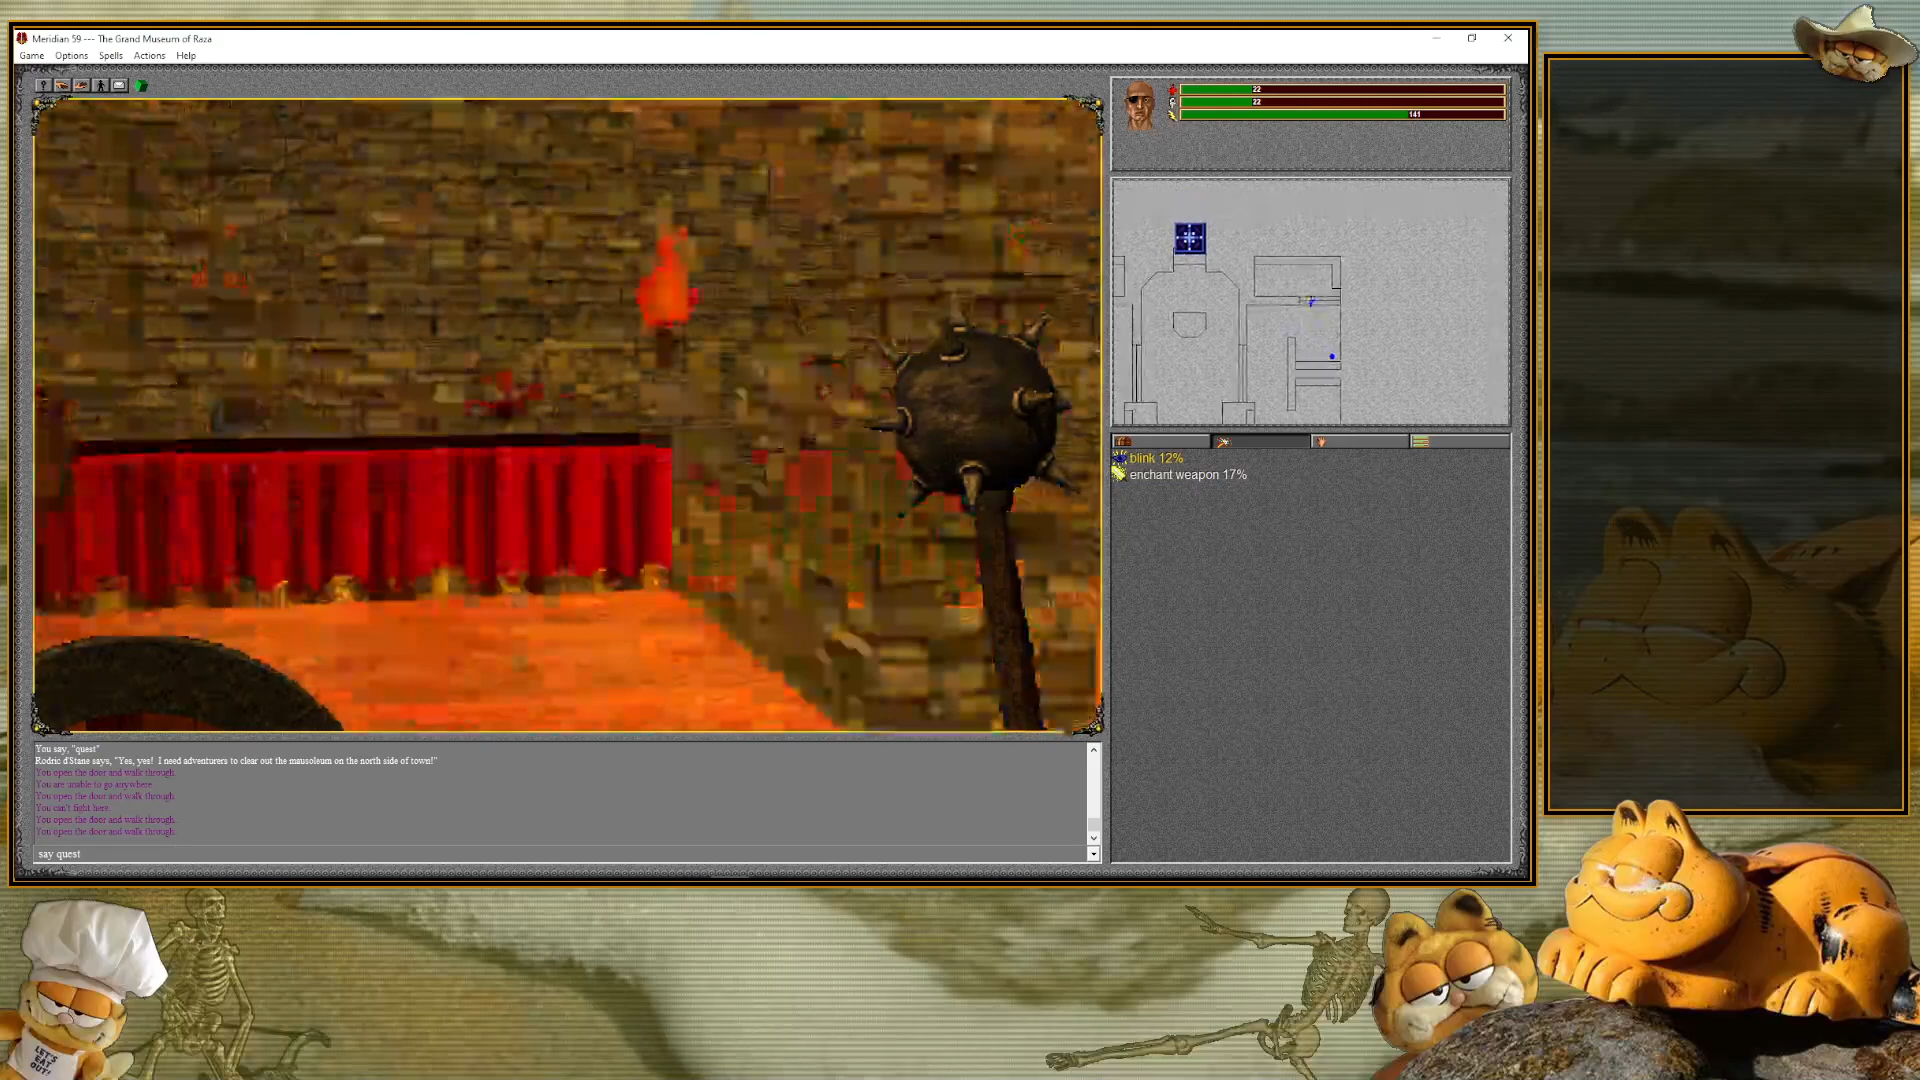 Meridian 59 --- The Grand Museum of Raza
Game Options Spells Actions Help
22
22
141
blink 12%
enchant weapon 17%
You say, "quest"
Rodric d'Stane says, "Yes, yes!  I need adventurers to clear out the mausoleum on the north side of town!"
You open the door and walk through.
You are unable to go anywhere.
You open the door and walk through.
You can't fight here.
You open the door and walk through.
You open the door and walk through.
say quest
LET'S
EAT
OUT!